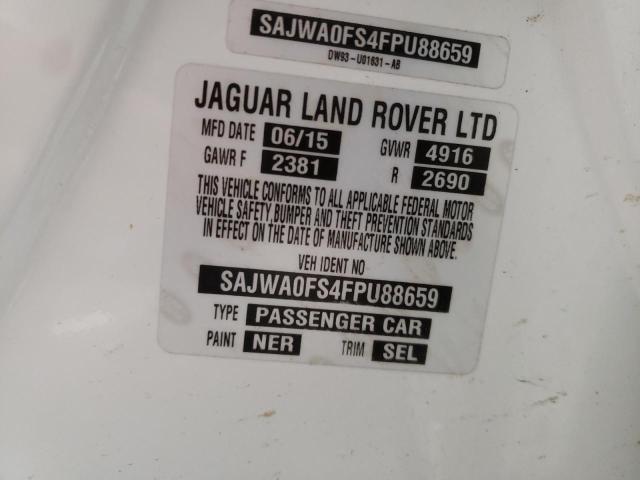 SAJWA0FS4FPU88659
DW93-U01631-AB
JAGUAR LAND ROVER LTD
MFD DATE 06/15 GVWR 4916
GAWR F 2381 R 2690
THIS VEHICLE CONFORMS TO ALL APPLICABLE FEDERAL MOTOR
VEHICLE SAFETY, BUMPER AND THEFT PREVENTION STANDARDS
IN EFFECT ON THE DATE OF MANUFACTURE SHOWN ABOVE.
VEH IDENT NO
SAJWA0FS4FPU88659
TYPE PASSENGER CAR
PAINT NER TRIM SEL